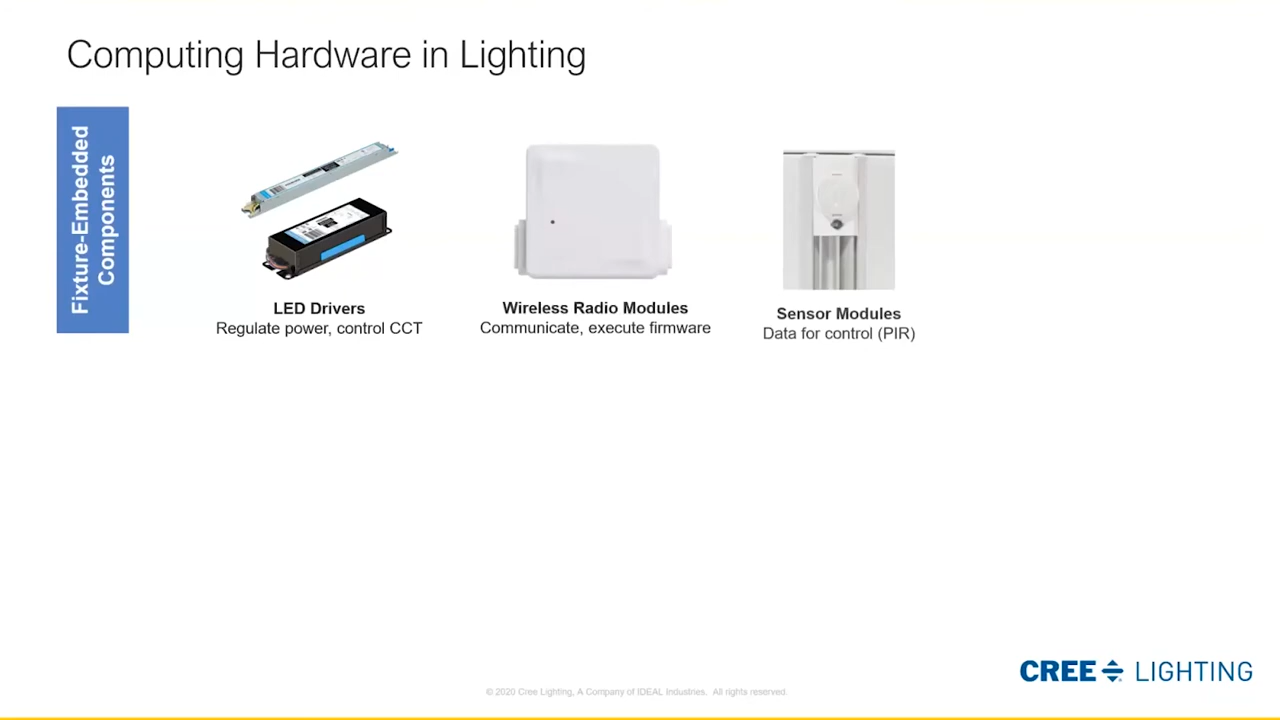 Computing Hardware in Lighting
Fixture-Embedded
Components
LED Drivers
Regulate power, control CCT
Wireless Radio Modules
Communicate, execute firmware
Sensor Modules
Data for control (PIR)
CREE LIGHTING
© 2020 Cree Lighting, A Company of IDEAL Industries. All rights reserved.